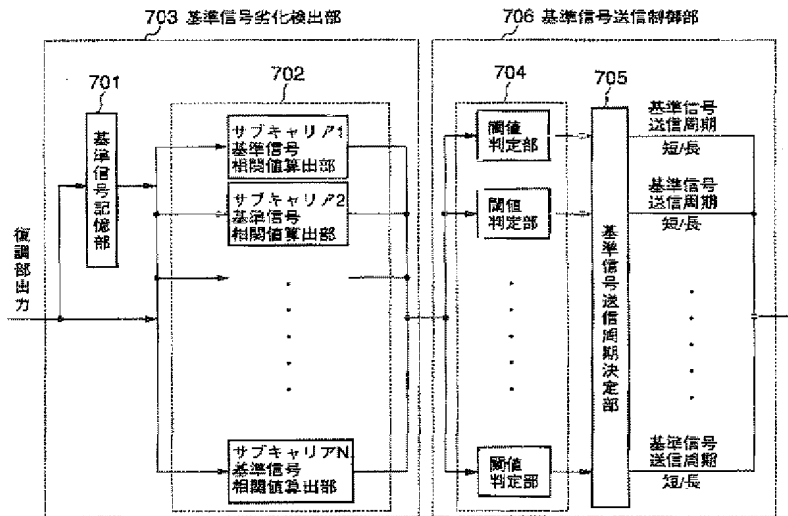 703 基準信号劣化検出部
706 基準信号送信制御部
701
基準信号記憶部
702
サブキャリア1
基準信号
相関値算出部
サブキャリア2
基準信号
相関値算出部
サブキャリアN
基準信号
相関値算出部
復調部出力
704
閾値
判定部
閾値
判定部
閾値
判定部
705
基準信号送信周期決定部
基準信号
送信周期
短/長
基準信号
送信周期
短/長
基準信号
送信周期
短/長